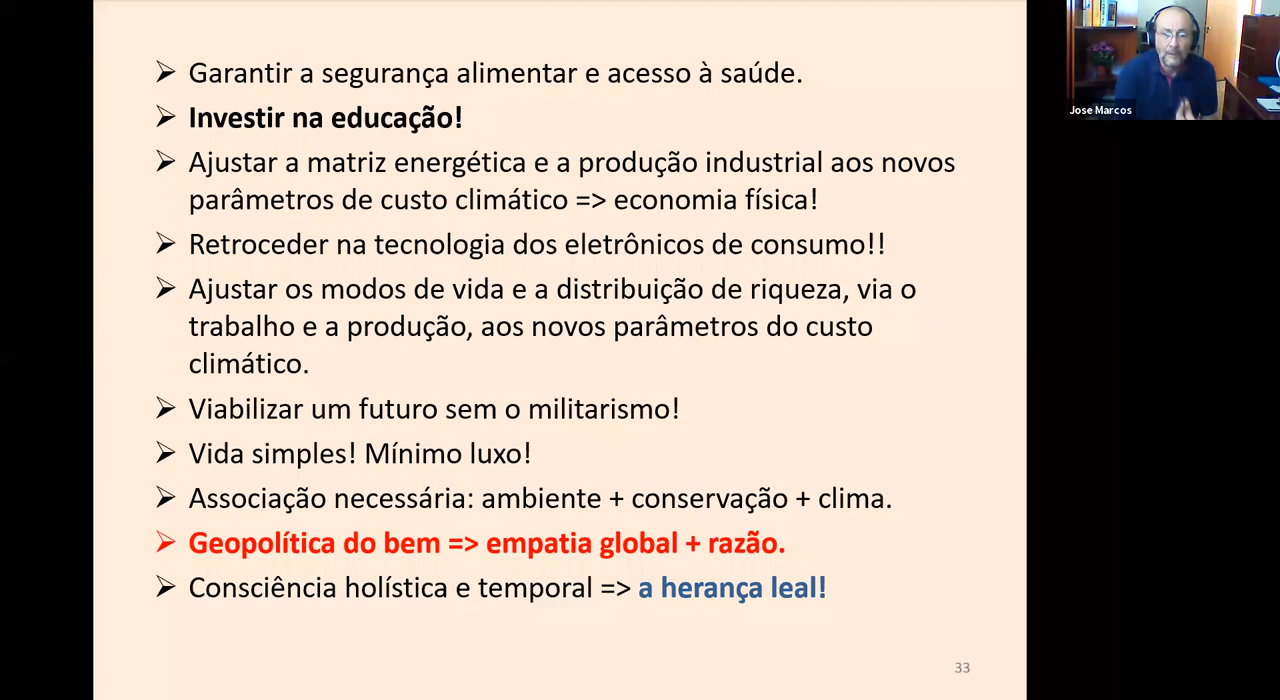 ➢ Garantir a segurança alimentar e acesso à saúde.
➢ Investir na educação!
➢ Ajustar a matriz energética e a produção industrial aos novos
parâmetros de custo climático => economia física!
➢ Retroceder na tecnologia dos eletrônicos de consumo!!
➢ Ajustar os modos de vida e a distribuição de riqueza, via o
trabalho e a produção, aos novos parâmetros do custo
climático.
➢ Viabilizar um futuro sem o militarismo!
➢ Vida simples! Mínimo luxo!
➢ Associação necessária: ambiente + conservação + clima.
➢ Geopolítica do bem => empatia global + razão.
➢ Consciência holística e temporal => a herança leal!
33
Jose Marcos